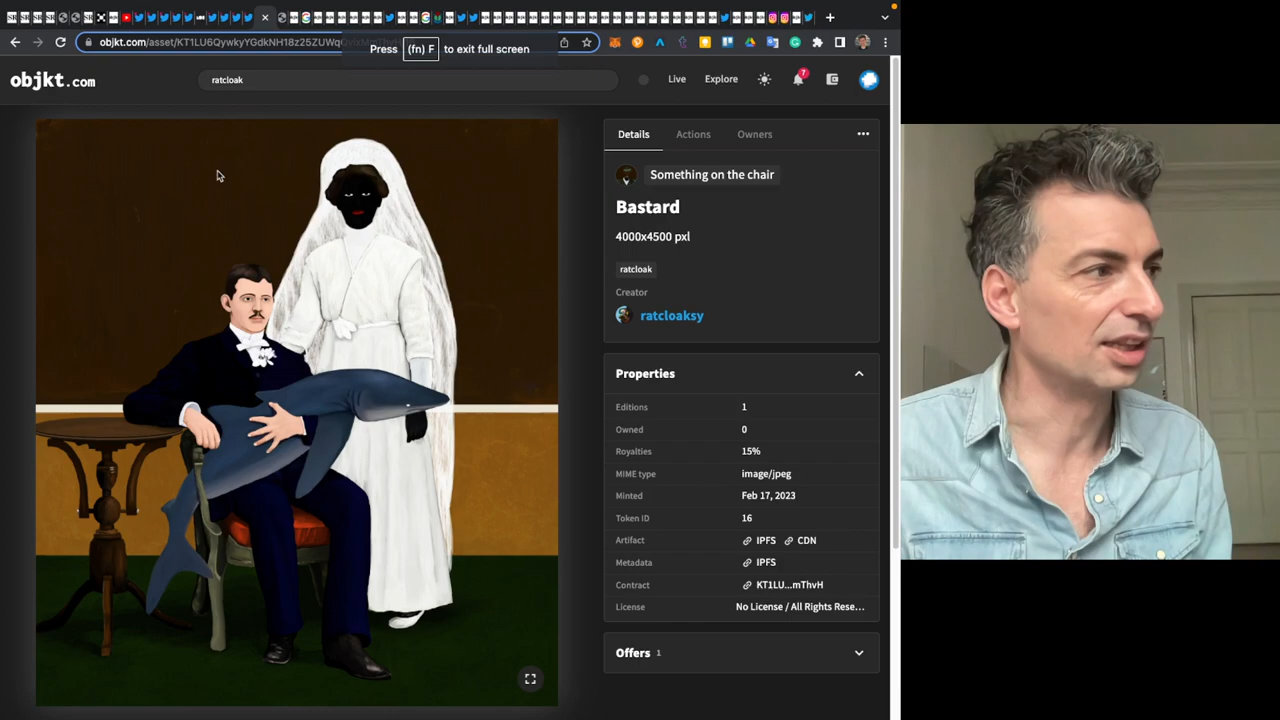 objkt.com/asset/KT1LU6QywkyYGdkNH18z25ZUWq
Press (fn) F to exit full screen
objkt.com
ratcloak
Live
Explore
7
Details
Actions
Owners
Something on the chair
Bastard
4000x4500 pxl
ratcloak
Creator
ratcloaksy
Properties
Editions 1
Owned 0
Royalties 15%
MIME type image/jpeg
Minted Feb 17, 2023
Token ID 16
Artifact IPFS CDN
Metadata IPFS
Contract KT1LU...mThvH
License No License / All Rights Rese...
Offers 1